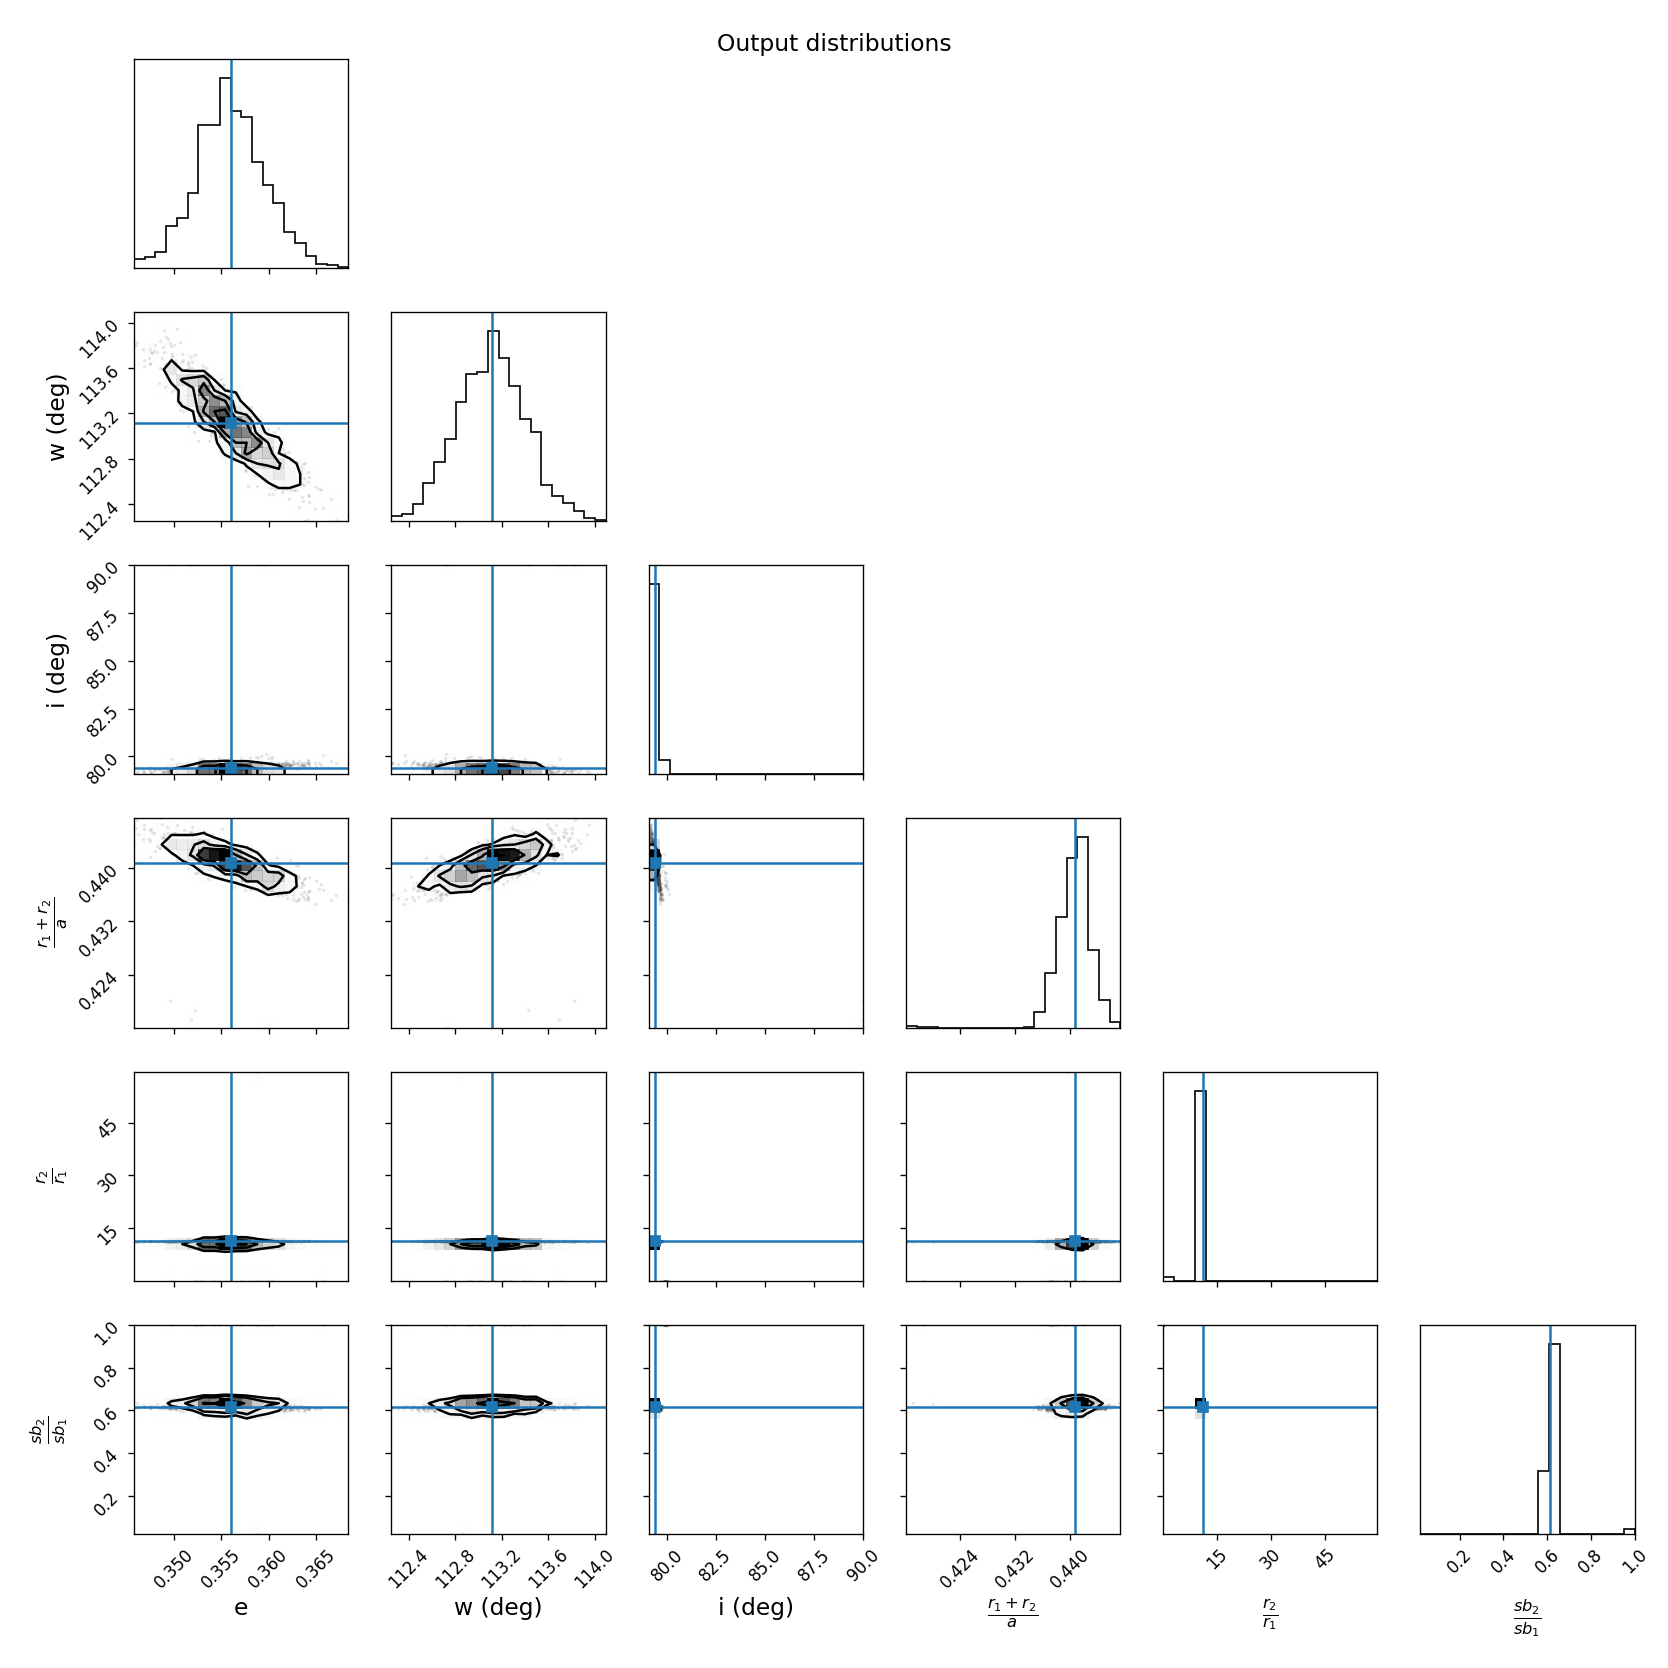 Output distributions
114.0
113.6
113.2
112.8
112.4
w (deg)
90.0
87.5
85.0
82.5
80.0
i (deg)
0.440
0.432
0.424
r₁ + r₂
a
45
30
15
r₂
r₁
1.0
0.8
0.6
0.4
0.2
sb₂
sb₁
0.350 0.355 0.360 0.365
e
112.4 112.8 113.2 113.6 114.0
w (deg)
80.0 82.5 85.0 87.5 90.0
i (deg)
0.424 0.432 0.440
r₁ + r₂
a
15 30 45
r₂
r₁
0.2 0.4 0.6 0.8 1.0
sb₂
sb₁